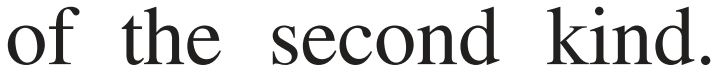 of the second kind.